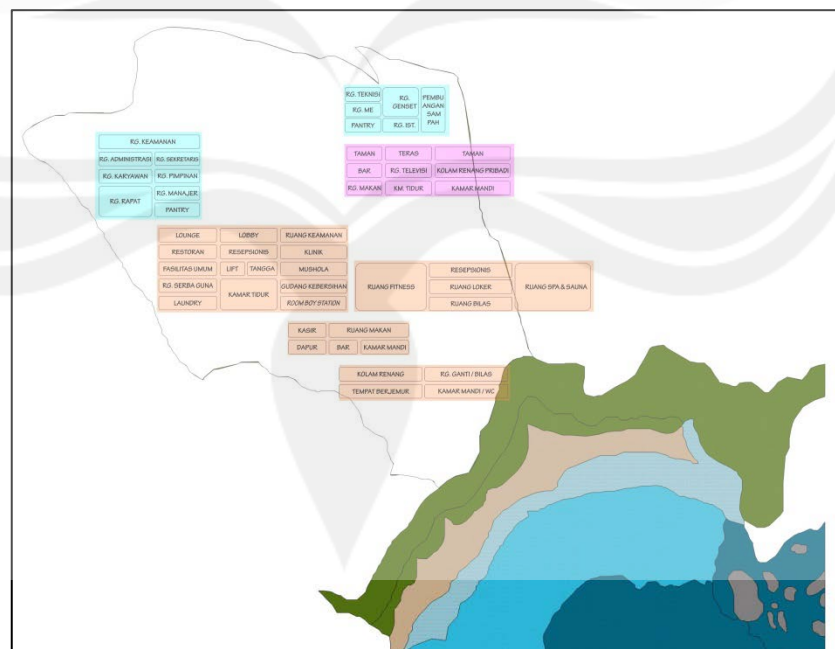 RG. TEKNISI
RG. ME
PANTRY
RG. GENSET
RG. IST.
PEMBU
ANGAN
SAM
PAH
RG. KEAMANAN
RG. ADMINISTRASI
RG. SEKRETARIS
RG. KARYAWAN
RG. PIMPINAN
RG. RAPAT
RG. MANAJER
PANTRY
TAMAN
TERAS
TAMAN
BAR
RG. TELEVISI
KOLAM RENANG PRIBADI
RG. MAKAN
KM. TIDUR
KAMAR MANDI
LOUNGE
LOBBY
RUANG KEAMANAN
RESTORAN
RESEPSIONIS
KLINIK
FASILITAS UMUM
LIFT
TANGGA
MUSHOLA
RG. SERBA GUNA
KAMAR TIDUR
GUDANG KEBERSIHAN
LAUNDRY
ROOM BOY STATION
RUANG FITNESS
RESEPSIONIS
RUANG LOKER
RUANG BILAS
RUANG SPA & SAUNA
KASIR
RUANG MAKAN
DAPUR
BAR
KAMAR MANDI
KOLAM RENANG
RG. GANTI / BILAS
TEMPAT BERJEMUR
KAMAR MANDI / WC